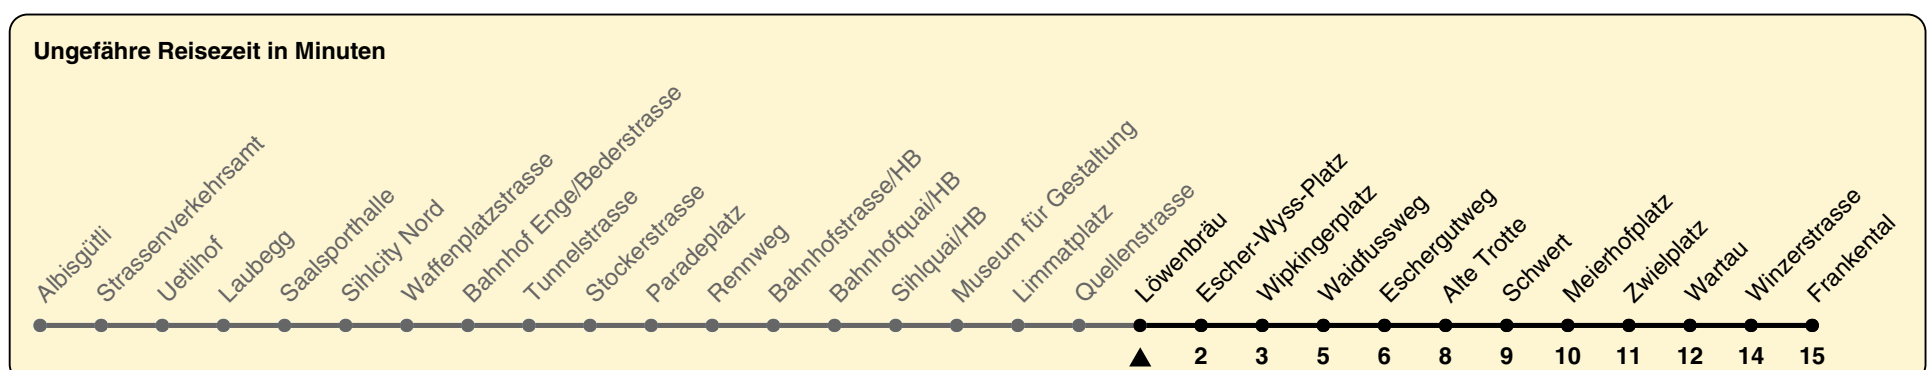 Ungefähre Reisezeit in Minuten
Albisgütli
Strassenverkehrsamt
Uetlihof
Laubegg
Saalsporthalle
Sihlcity Nord
Waffenplatzstrasse
Bahnhof Enge/Bederstrasse
Tunnelstrasse
Stockerstrasse
Paradeplatz
Rennweg
Bahnhofstrasse/HB
Bahnhofquai/HB
Sihlquai/HB
Museum für Gestaltung
Limmatplatz
Quellenstrasse
Löwenbräu
Escher-Wyss-Platz
Wipkingerplatz
Waidfussweg
Eschergutweg
Alte Trotte
Schwert
Meierhofplatz
Zwielplatz
Wartau
Winzerstrasse
Frankental
2 3 5 6 8 9 10 11 12 14 15